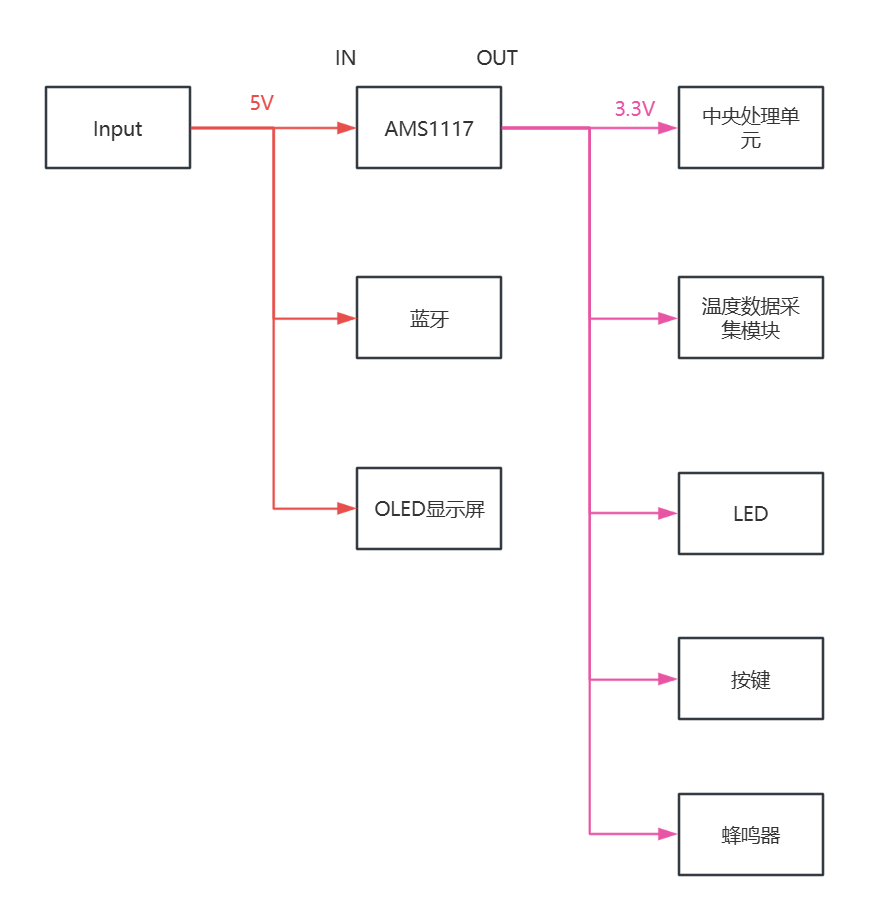 IN
OUT
5V
3.3V
Input
AMS1117
中央处理单
元
蓝牙
温度数据采
集模块
OLED显示屏
LED
按键
蜂鸣器